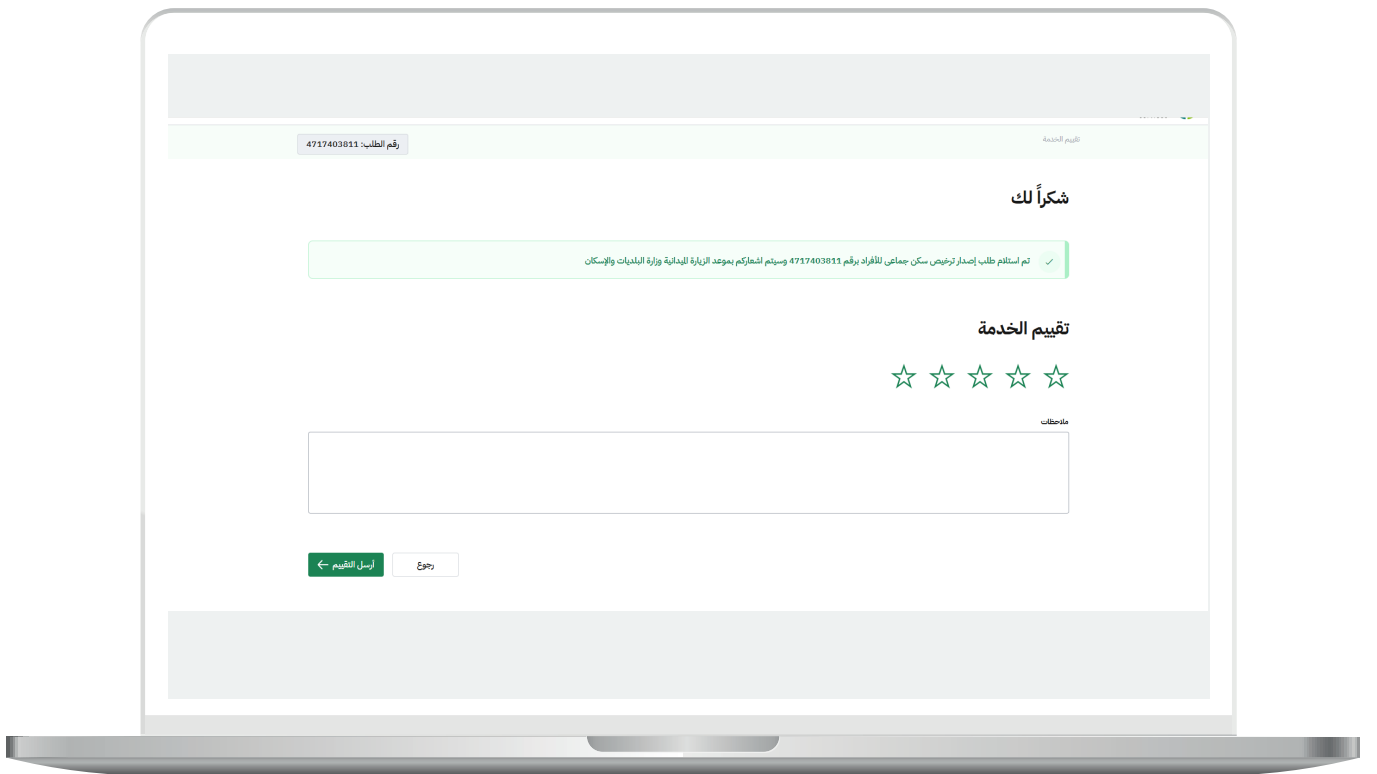 تقييم الخدمة
رقم الطلب: 4717403811
شكراً لك
تم استلام طلب إصدار ترخيص سكن جماعي للأفراد برقم 4717403811 وسيتم اشعاركم بموعد الزيارة الميدانية وزارة البلديات والإسكان
تقييم الخدمة
ملاحظات
رجوع
أرسل التقييم